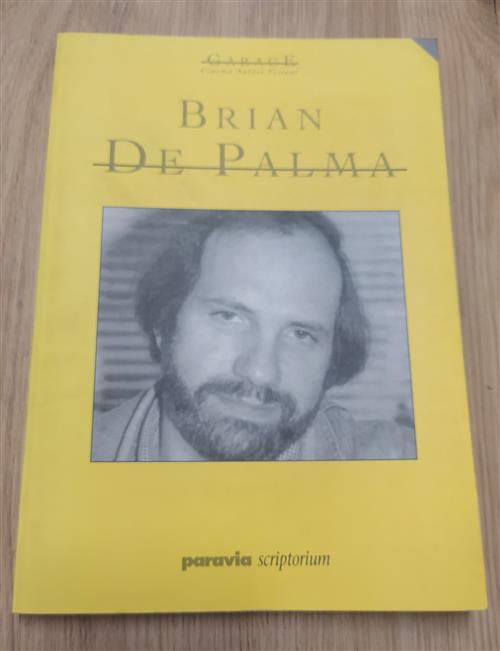 GARAGE
Cinema Autori Visioni
BRIAN
DE PALMA
paravia scriptorium